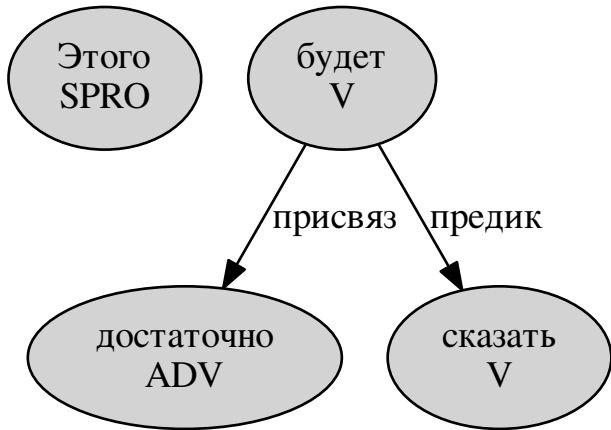 Этого
SPRO
будет
V
присвяз
предик
достаточно
ADV
сказать
V